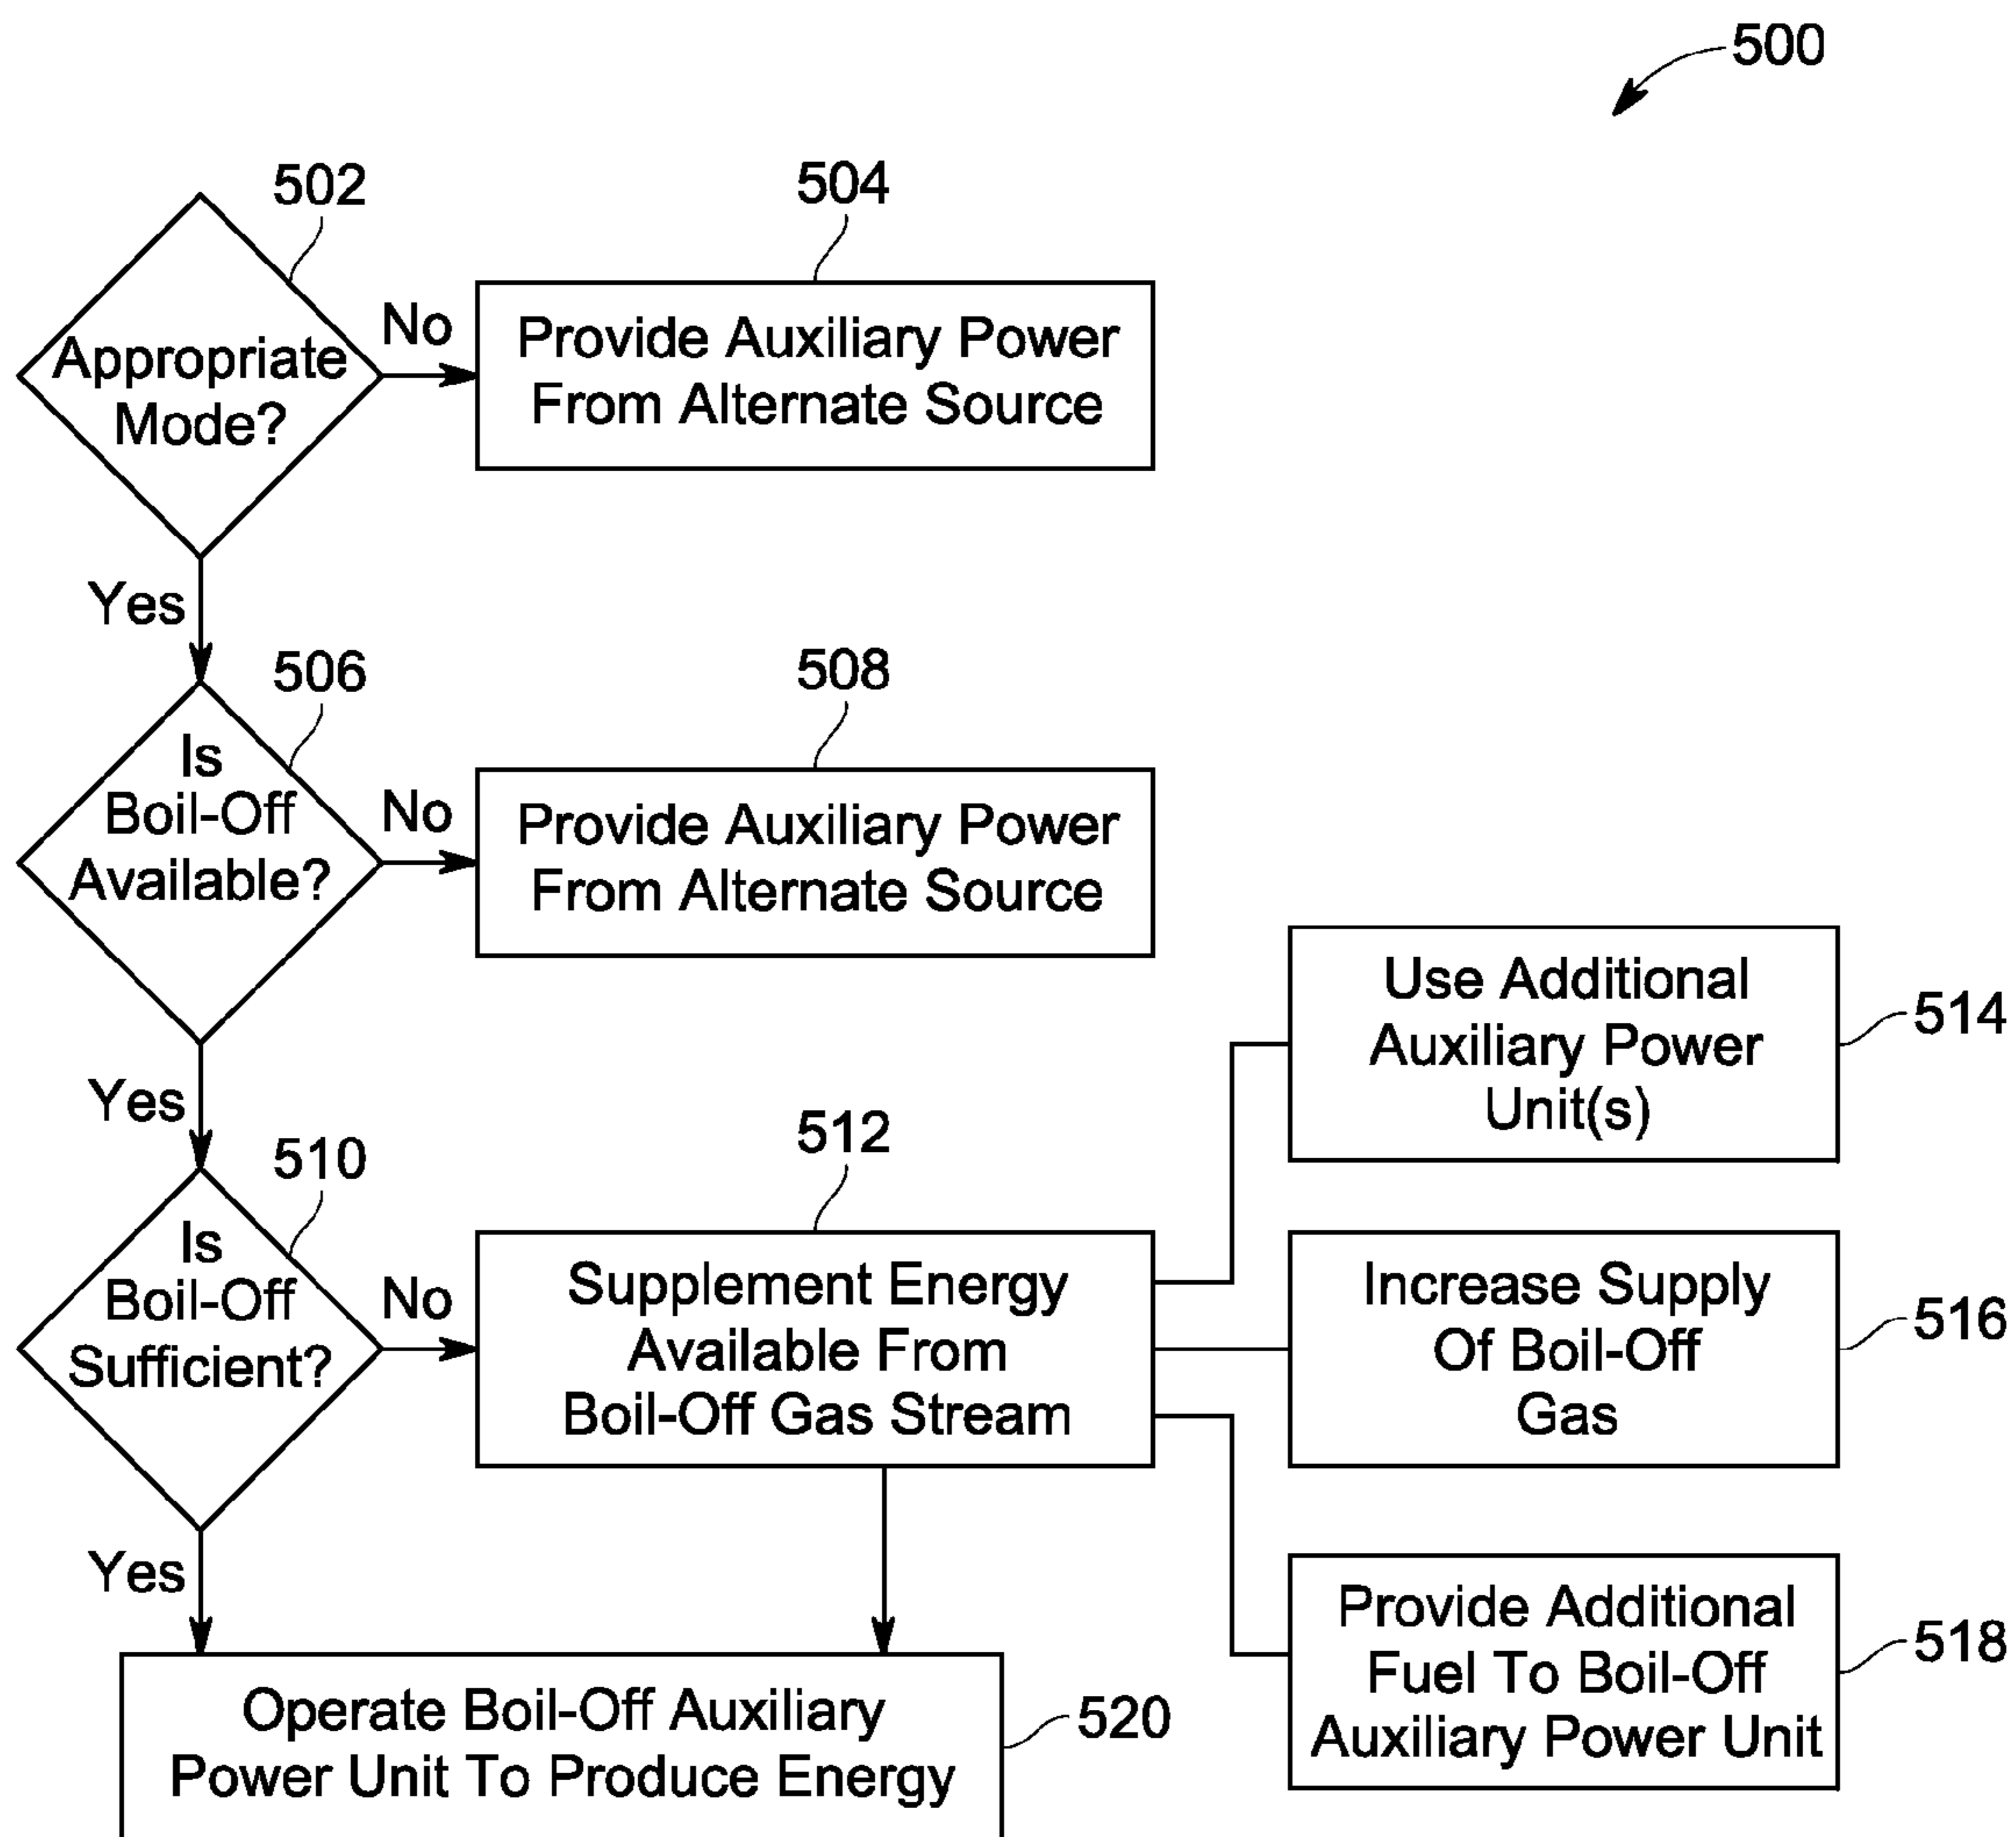 500
502
504
Appropriate
Mode?
No
Provide Auxiliary Power
From Alternate Source
Yes
506
508
Is
Boil-Off
Available?
No
Provide Auxiliary Power
From Alternate Source
Yes
510
512
Is
Boil-Off
Sufficient?
No
Supplement Energy
Available From
Boil-Off Gas Stream
Use Additional
Auxiliary Power
Unit(s)
514
Increase Supply
Of Boil-Off
Gas
516
Provide Additional
Fuel To Boil-Off
Auxiliary Power Unit
518
Yes
Operate Boil-Off Auxiliary
Power Unit To Produce Energy
520